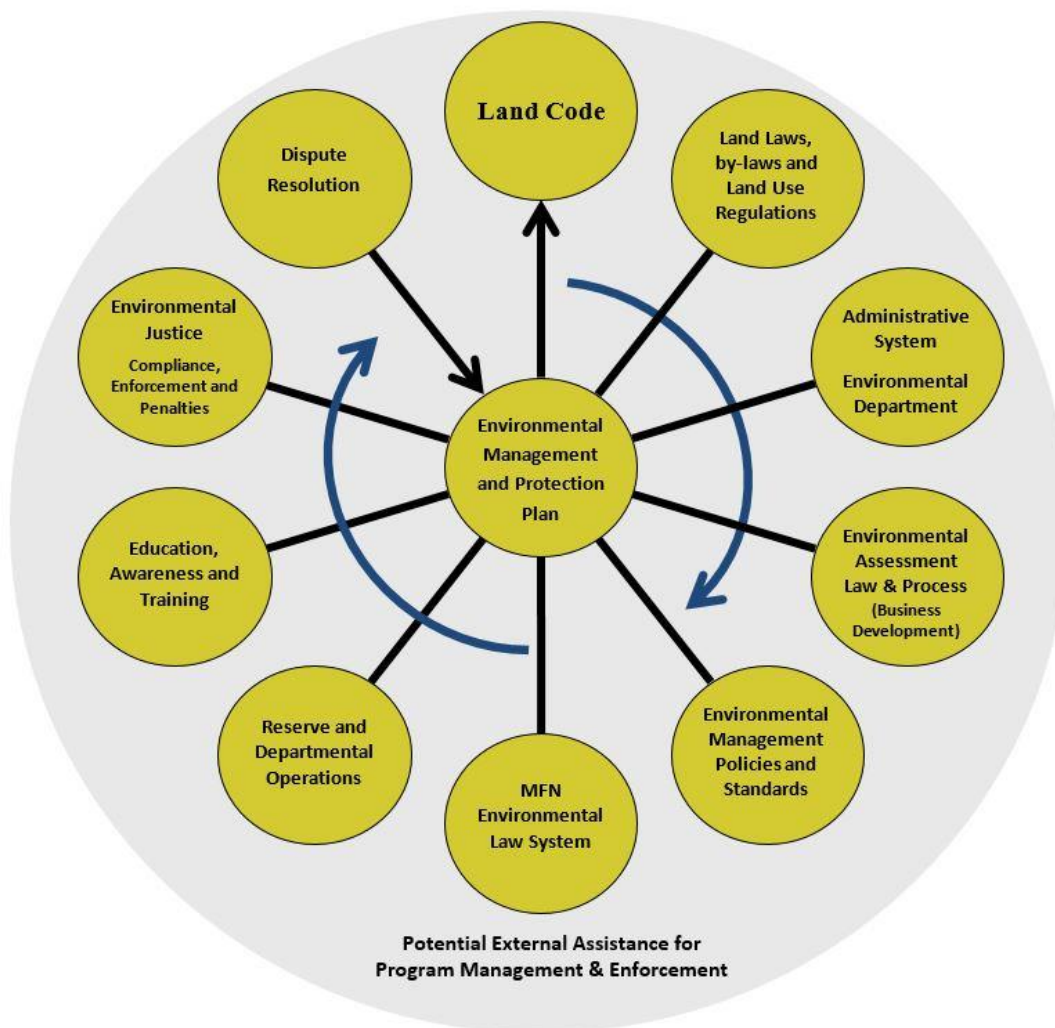 Land Code
Land Laws,
by-laws and
Land Use
Regulations
Administrative
System
Environmental
Department
Environmental
Assessment
Law & Process
(Business
Development)
Environmental
Management
Policies and
Standards
MFN
Environmental
Law System
Reserve and
Departmental
Operations
Education,
Awareness and
Training
Environmental
Justice
Compliance,
Enforcement and
Penalties
Dispute
Resolution
Environmental
Management
and Protection
Plan
Potential External Assistance for
Program Management & Enforcement